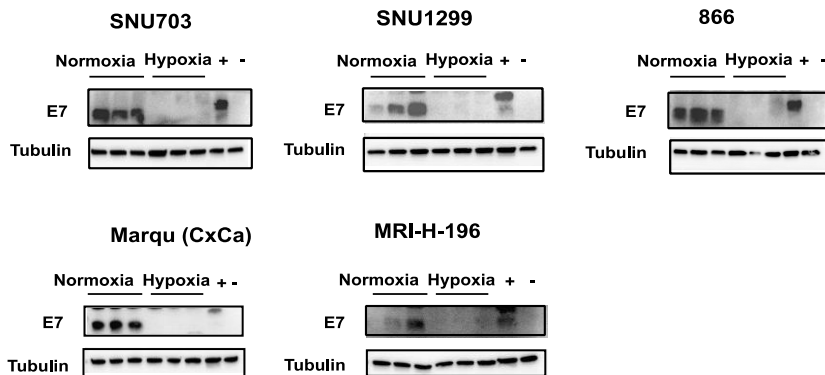 SNU703
Normoxia Hypoxia + -
E7
Tubulin
SNU1299
Normoxia Hypoxia + -
E7
Tubulin
866
Normoxia Hypoxia + -
E7
Tubulin
Marqu (CxCa)
Normoxia Hypoxia + -
E7
Tubulin
MRI-H-196
Normoxia Hypoxia + -
E7
Tubulin